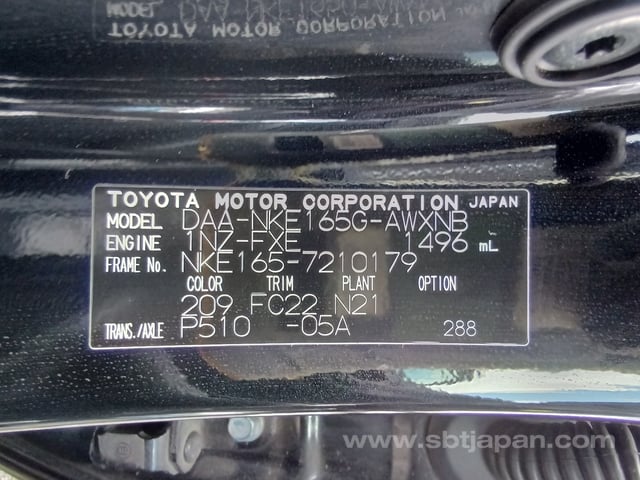 TOYOTA MOTOR CORPORATION JAPAN
MODEL DAA-NKE165G-AWXNB
ENGINE 1NZ-FXE 1496 mL
FRAME No. NKE165-7210179
COLOR TRIM PLANT OPTION
209 FC22 N21
TRANS./AXLE P510 -05A 288
www.sbtjapan.com